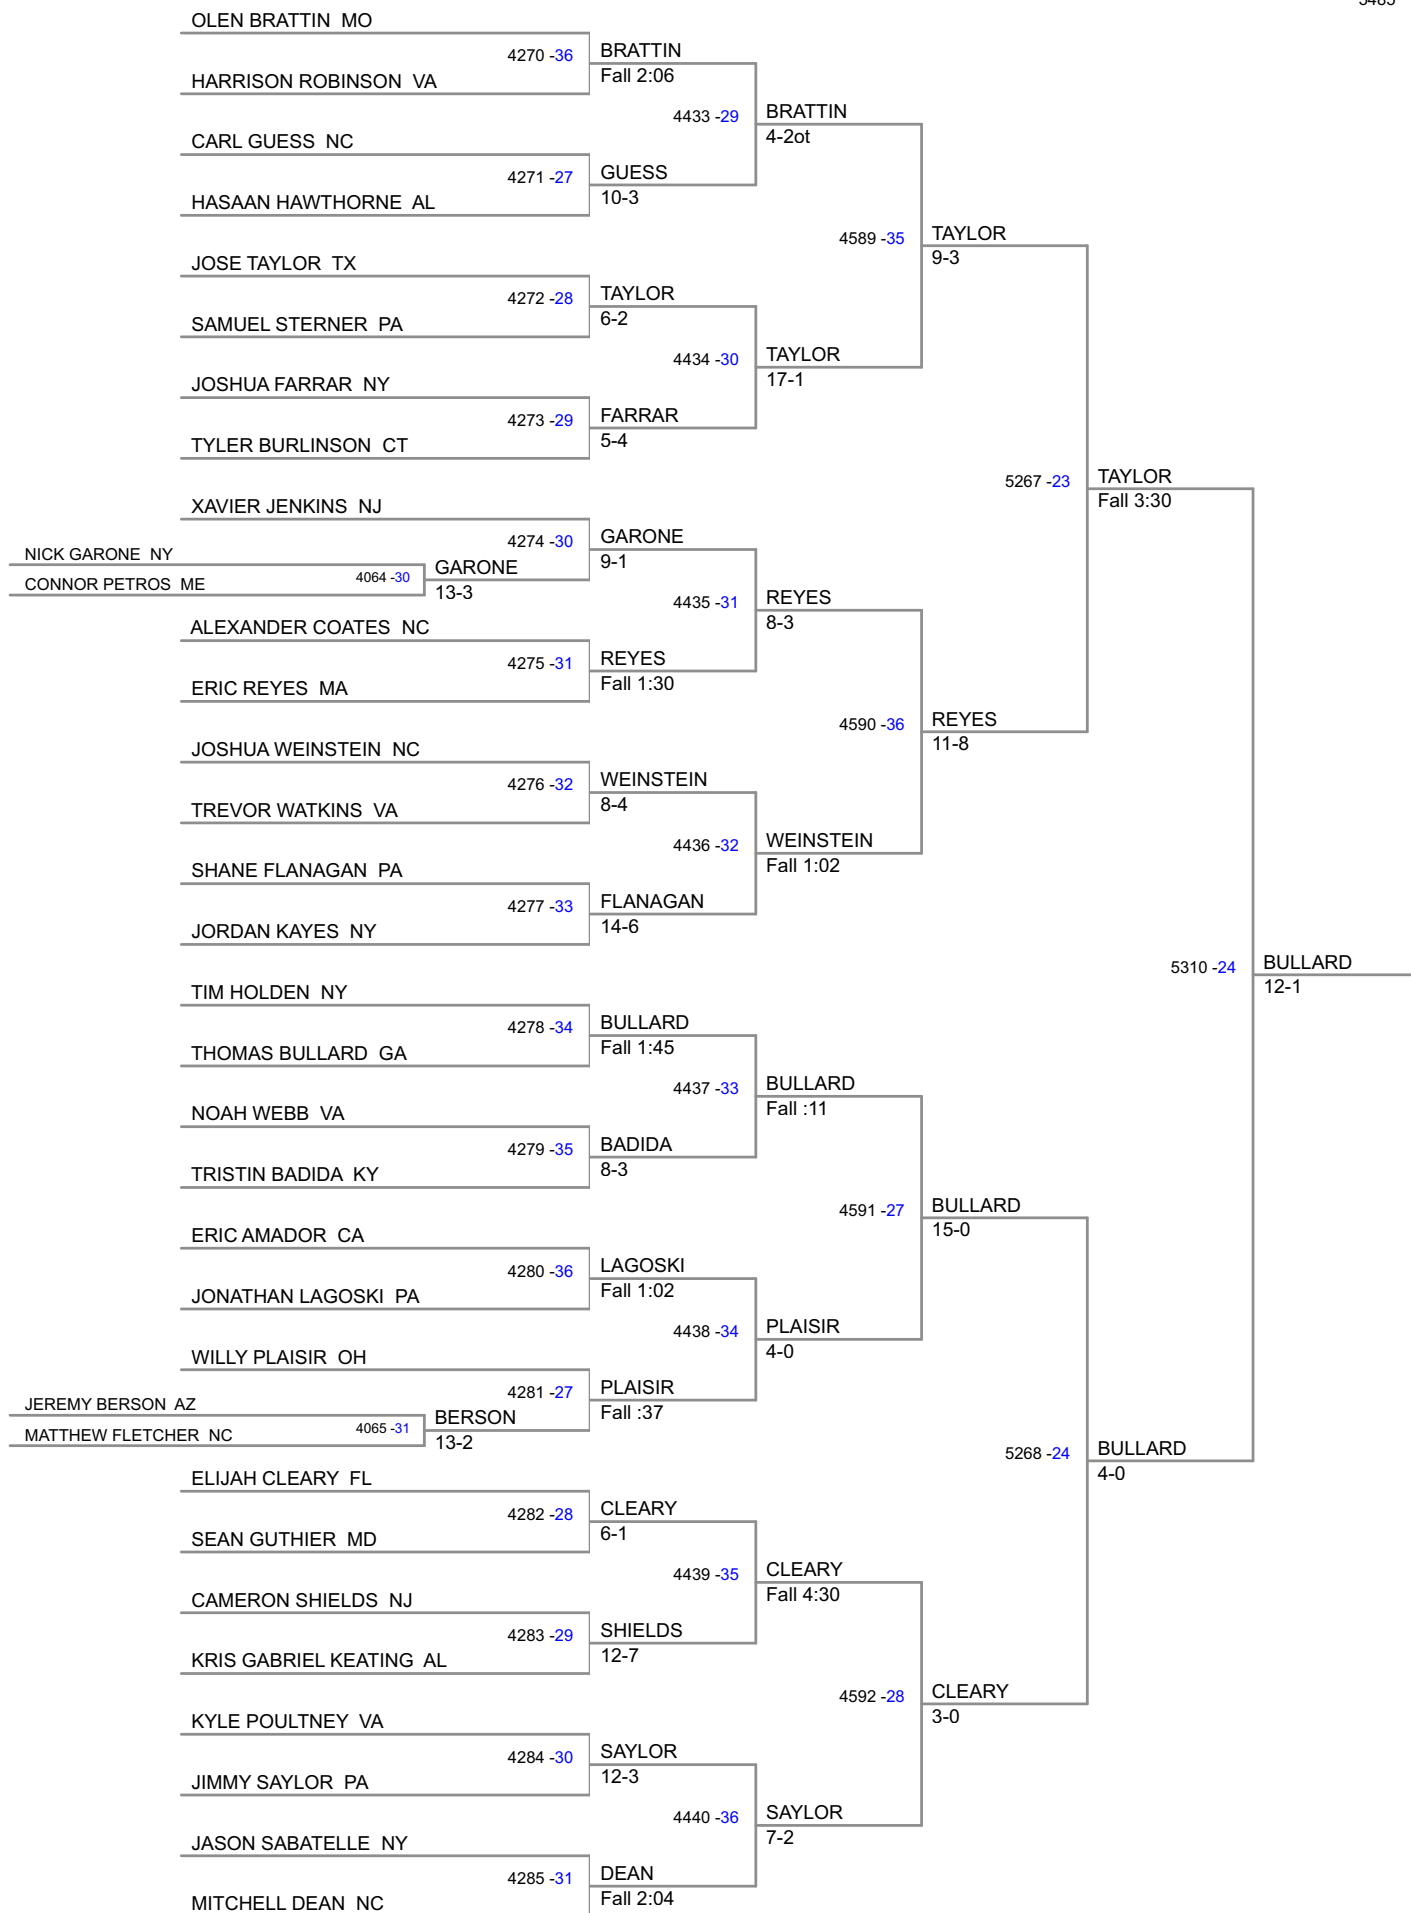 5485
OLEN BRATTIN MO
4270 -36 BRATTIN
Fall 2:06
HARRISON ROBINSON VA
4433 -29 BRATTIN
4-2ot
CARL GUESS NC
4271 -27 GUESS
10-3
HASAAN HAWTHORNE AL
4589 -35 TAYLOR
9-3
JOSE TAYLOR TX
4272 -28 TAYLOR
6-2
SAMUEL STERNER PA
4434 -30 TAYLOR
17-1
JOSHUA FARRAR NY
4273 -29 FARRAR
5-4
TYLER BURLINSON CT
5267 -23 TAYLOR
Fall 3:30
XAVIER JENKINS NJ
4274 -30 GARONE
9-1
NICK GARONE NY
4064 -30 GARONE
13-3
CONNOR PETROS ME
4435 -31 REYES
8-3
ALEXANDER COATES NC
4275 -31 REYES
Fall 1:30
ERIC REYES MA
4590 -36 REYES
11-8
JOSHUA WEINSTEIN NC
4276 -32 WEINSTEIN
8-4
TREVOR WATKINS VA
4436 -32 WEINSTEIN
Fall 1:02
SHANE FLANAGAN PA
4277 -33 FLANAGAN
14-6
JORDAN KAYES NY
5310 -24 BULLARD
12-1
TIM HOLDEN NY
4278 -34 BULLARD
Fall 1:45
THOMAS BULLARD GA
4437 -33 BULLARD
Fall :11
NOAH WEBB VA
4279 -35 BADIDA
8-3
TRISTIN BADIDA KY
4591 -27 BULLARD
15-0
ERIC AMADOR CA
4280 -36 LAGOSKI
Fall 1:02
JONATHAN LAGOSKI PA
4438 -34 PLAISIR
4-0
WILLY PLAISIR OH
4281 -27 PLAISIR
Fall :37
JEREMY BERSON AZ
4065 -31 BERSON
13-2
MATTHEW FLETCHER NC
5268 -24 BULLARD
4-0
ELIJAH CLEARY FL
4282 -28 CLEARY
6-1
SEAN GUTHIER MD
4439 -35 CLEARY
Fall 4:30
CAMERON SHIELDS NJ
4283 -29 SHIELDS
12-7
KRIS GABRIEL KEATING AL
4592 -28 CLEARY
3-0
KYLE POULTNEY VA
4284 -30 SAYLOR
12-3
JIMMY SAYLOR PA
4440 -36 SAYLOR
7-2
JASON SABATELLE NY
4285 -31 DEAN
Fall 2:04
MITCHELL DEAN NC